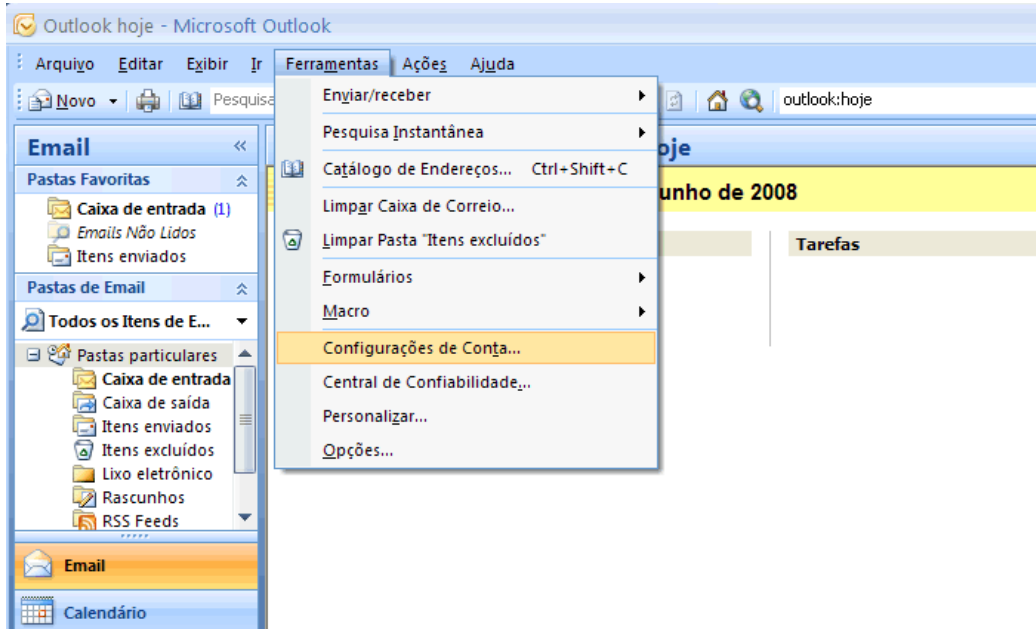 Outlook hoje - Microsoft Outlook
Arquivo Editar Exibir Ir Ferramentas Ações Ajuda
Novo outlook:hoje
Email «
Pastas Favoritas
Caixa de entrada (1)
Emails Não Lidos
Itens enviados
Pastas de Email
Todos os Itens de E...
Pastas particulares
Caixa de entrada
Caixa de saída
Itens enviados
Itens excluídos
Lixo eletrônico
Rascunhos
RSS Feeds
Email
Calendário
Enviar/receber
Pesquisa Instantânea
Catálogo de Endereços... Ctrl+Shift+C
Limpar Caixa de Correio...
Limpar Pasta "Itens excluídos"
Formulários
Macro
Configurações de Conta...
Central de Confiabilidade...
Personalizar...
Opções...
de 2008
Tarefas